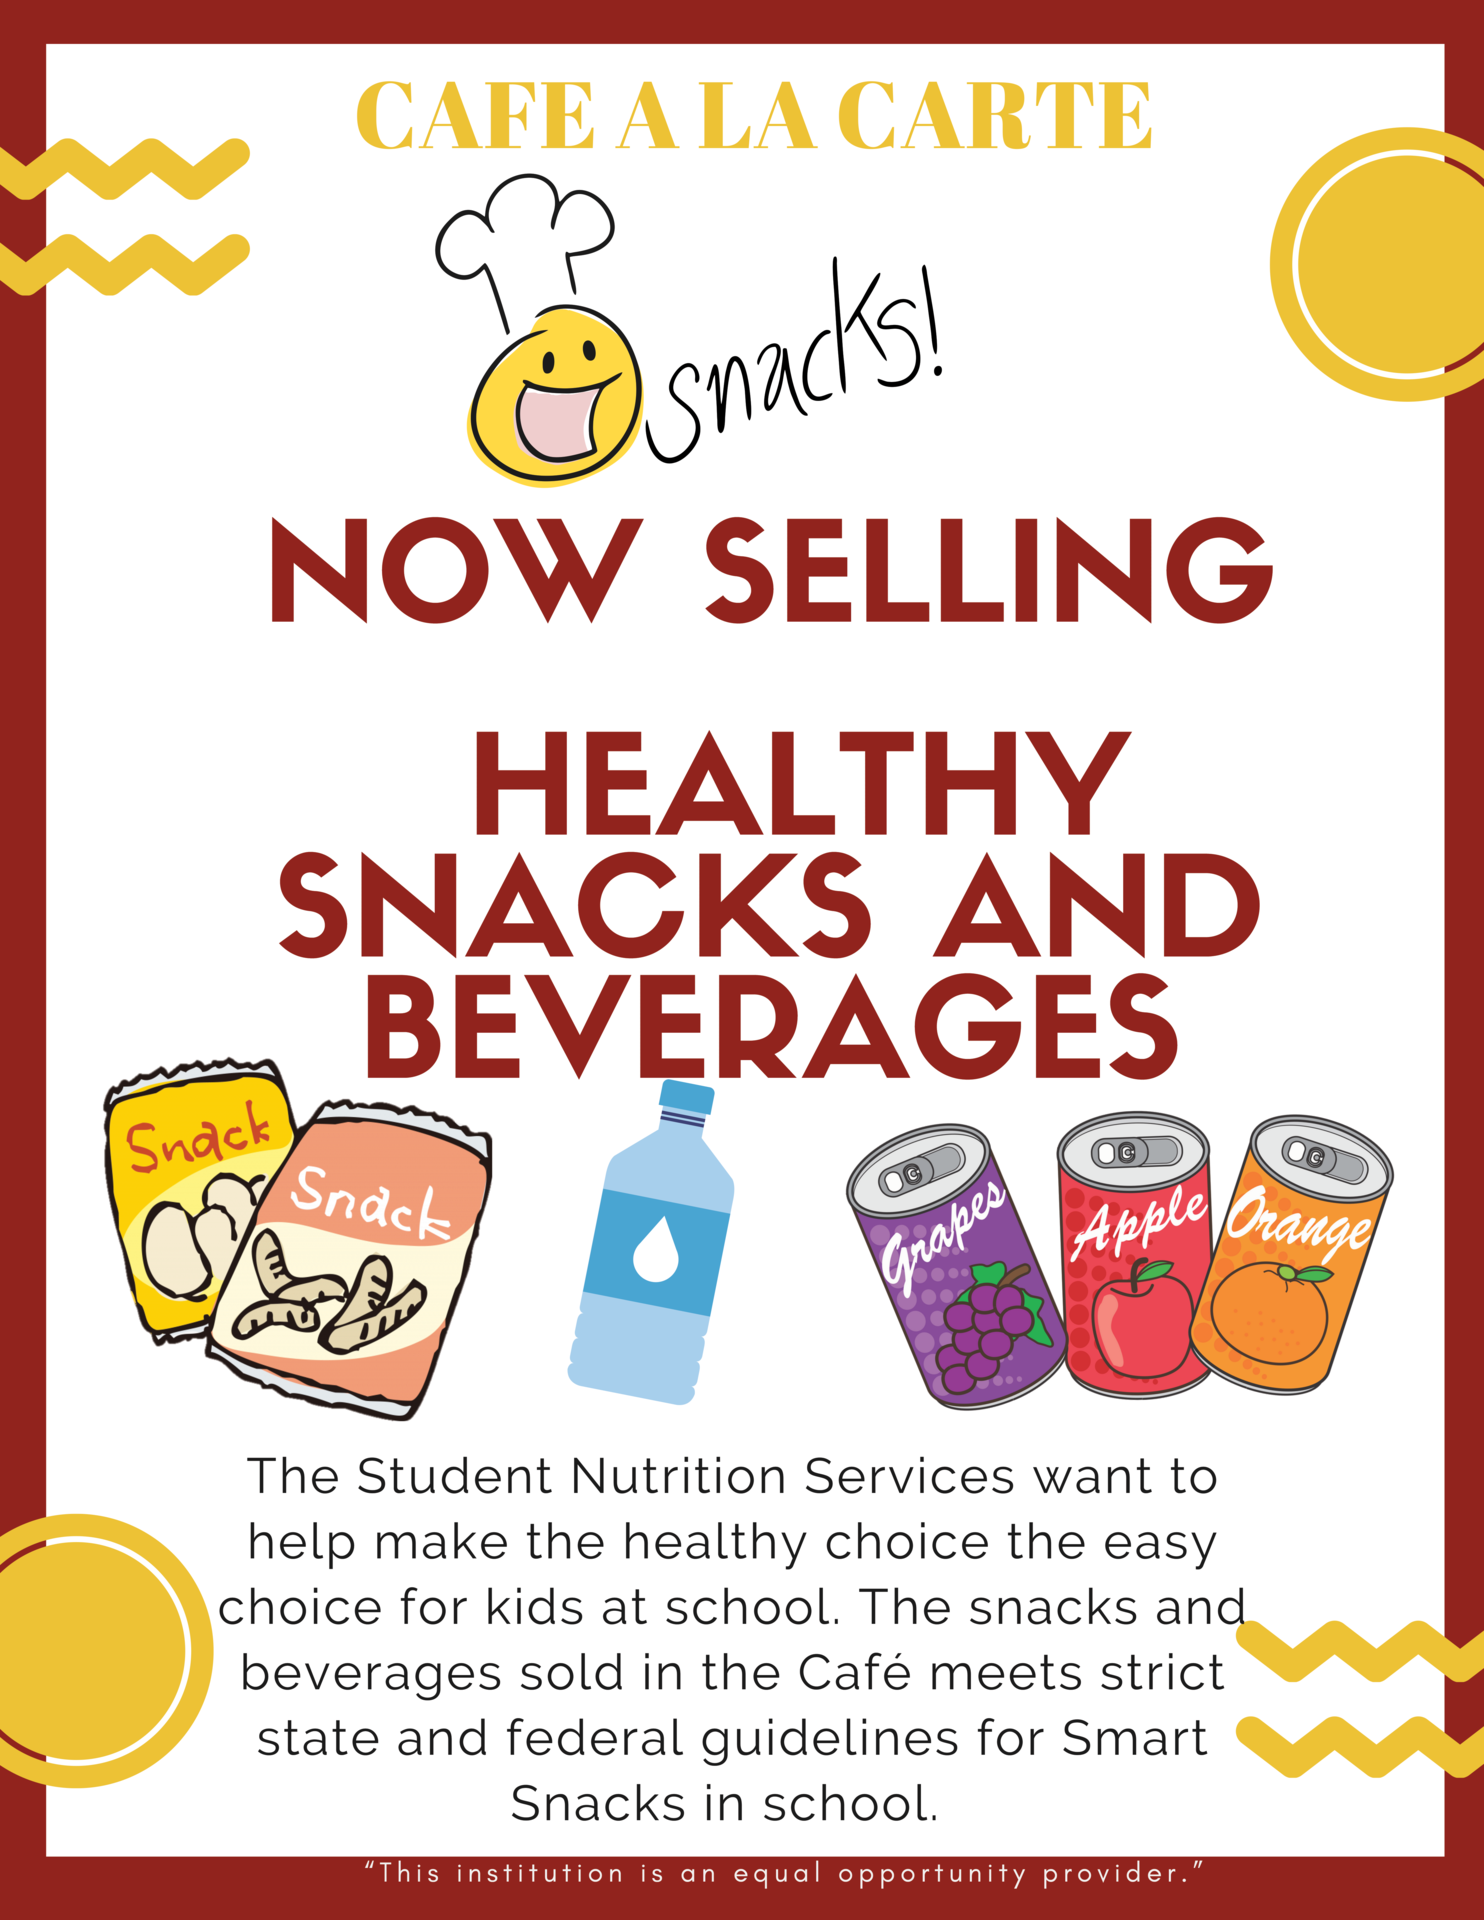 CAFE A LA CARTE
snacks!
NOW SELLING
HEALTHY
SNACKS AND
BEVERAGES
Snack
Snack
Grapes
Apple
Orange
The Student Nutrition Services want to
help make the healthy choice the easy
choice for kids at school. The snacks and
beverages sold in the Café meets strict
state and federal guidelines for Smart
Snacks in school.
“This institution is an equal opportunity provider.”